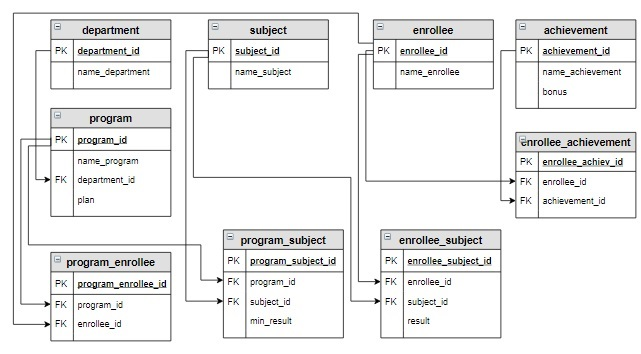 department
PK department_id
name_department
subject
PK subject_id
name_subject
enrollee
PK enrollee_id
name_enrollee
achievement
PK achievement_id
name_achievement
bonus
program
PK program_id
name_program
FK department_id
plan
enrollee_achievement
PK enrollee_achiev_id
FK enrollee_id
FK achievement_id
program_enrollee
PK program_enrollee_id
FK program_id
FK enrollee_id
program_subject
PK program_subject_id
FK program_id
FK subject_id
min_result
enrollee_subject
PK enrollee_subject_id
FK enrollee_id
FK subject_id
result